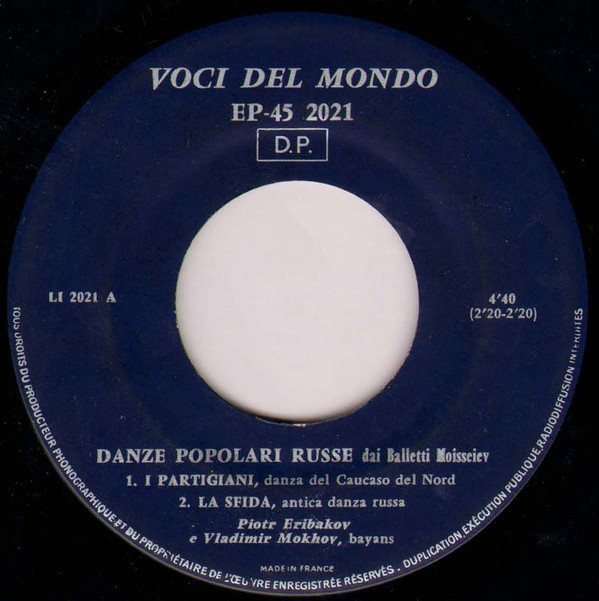 VOCI DEL MONDO
EP-45 2021
D.P.
LI 2021 A
4'40
(2'20-2'20)
DANZE POPOLARI RUSSE dai Balletti Moisseiev
1. I PARTIGIANI, danza del Caucaso del Nord
2. LA SFIDA, antica danza russa
Piotr Eribakov
e Vladimir Mokhov, bayans
MADE IN FRANCE
TOUS DROITS DU PRODUCTEUR PHONOGRAPHIQUE ET DU PROPRIÉTAIRE DE L'ŒUVRE ENREGISTRÉE RÉSERVÉS - DUPLICATION, EXÉCUTION PUBLIQUE, RADIODIFFUSION INTERDITES